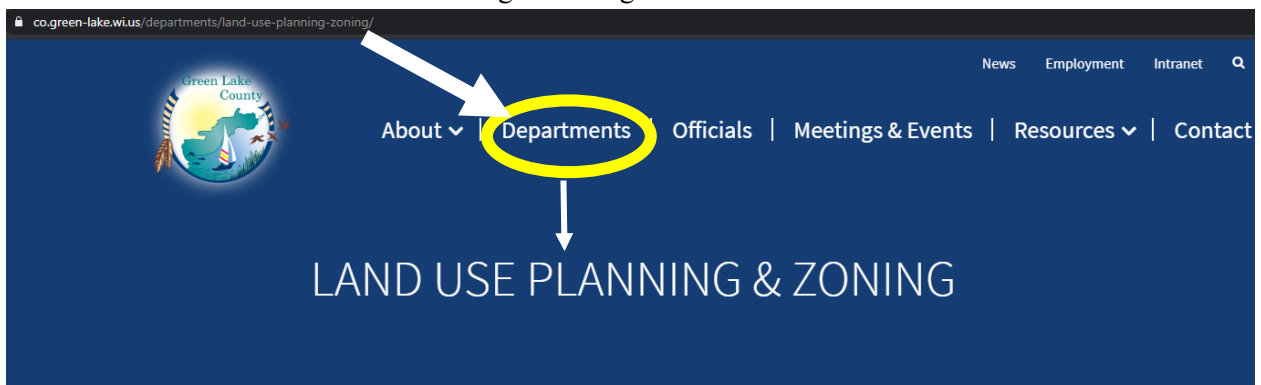 co.green-lake.wi.us/departments/land-use-planning-zoning/
News Employment Intranet
Green Lake
County
About | Departments | Officials | Meetings & Events | Resources | Contact
LAND USE PLANNING & ZONING